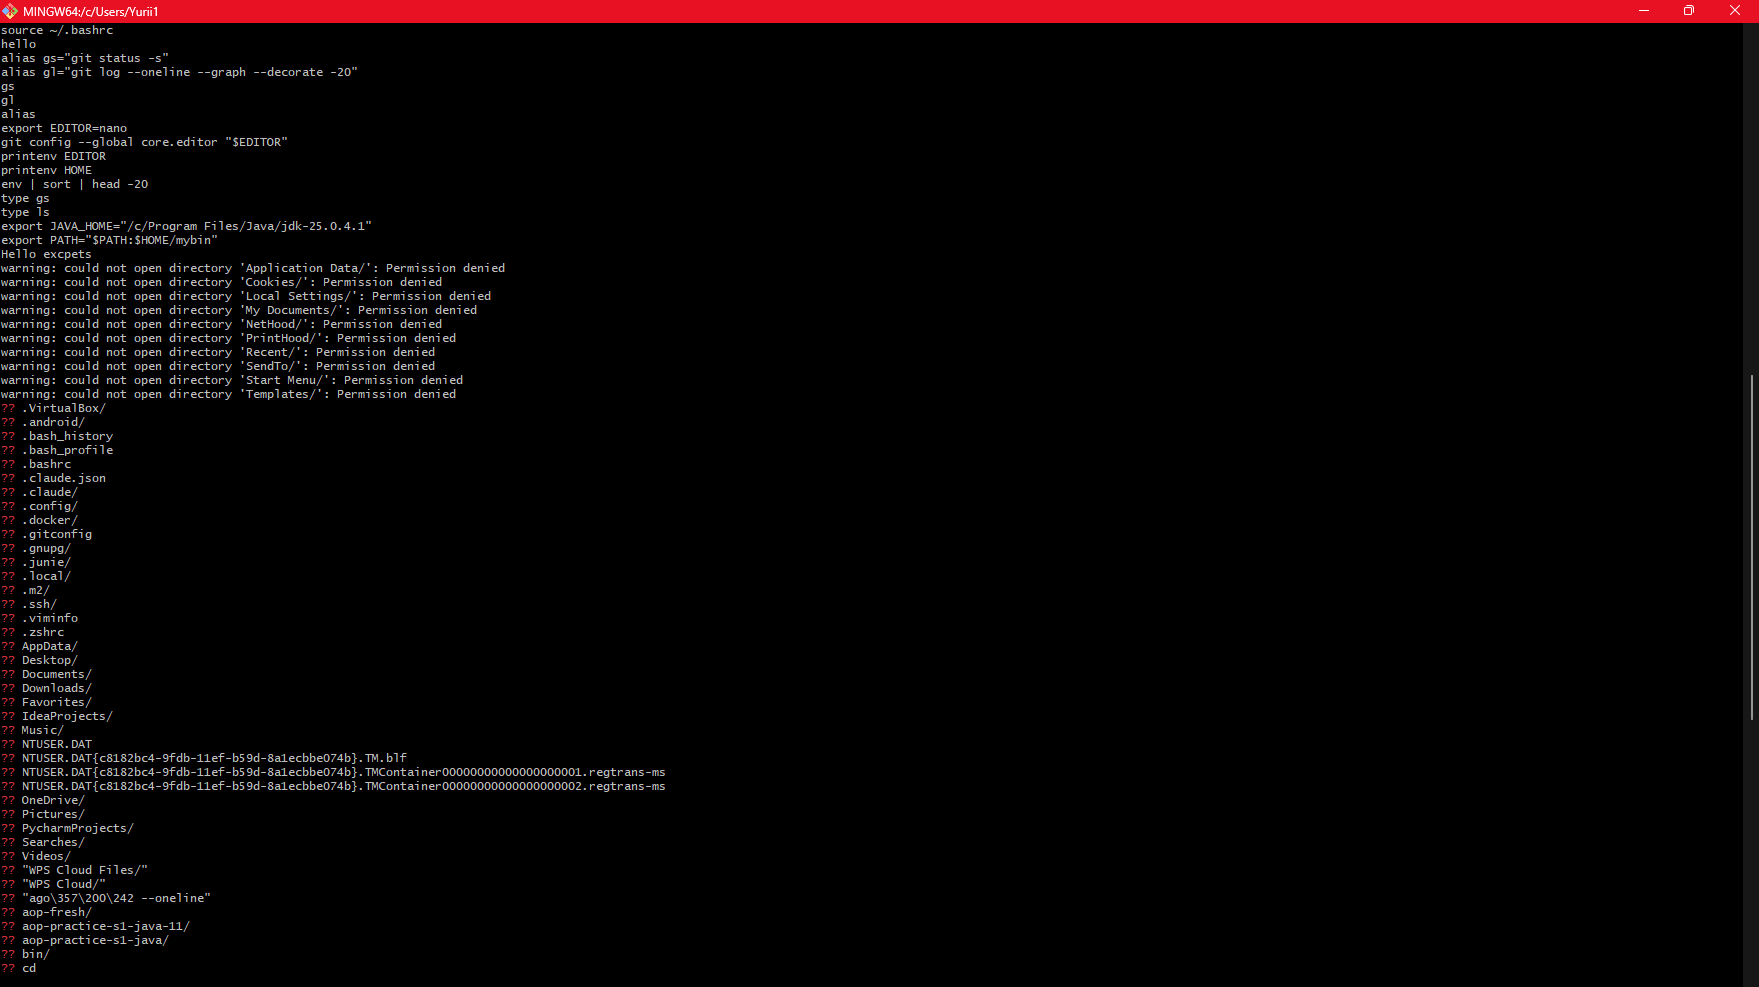 MINGW64:/c/Users/Yurii1
source ~/.bashrc
hello
alias gs="git status -s"
alias gl="git log --oneline --graph --decorate -20"
gs
gl
alias
export EDITOR=nano
git config --global core.editor "$EDITOR"
printenv EDITOR
printenv HOME
env | sort | head -20
type gs
type ls
export JAVA_HOME="/c/Program Files/Java/jdk-25.0.4.1"
export PATH="$PATH:$HOME/mybin"
Hello excpets
warning: could not open directory 'Application Data/': Permission denied
warning: could not open directory 'Cookies/': Permission denied
warning: could not open directory 'Local Settings/': Permission denied
warning: could not open directory 'My Documents/': Permission denied
warning: could not open directory 'NetHood/': Permission denied
warning: could not open directory 'PrintHood/': Permission denied
warning: could not open directory 'Recent/': Permission denied
warning: could not open directory 'SendTo/': Permission denied
warning: could not open directory 'Start Menu/': Permission denied
warning: could not open directory 'Templates/': Permission denied
?? .VirtualBox/
?? .android/
?? .bash_history
?? .bash_profile
?? .bashrc
?? .claude.json
?? .claude/
?? .config/
?? .docker/
?? .gitconfig
?? .gnupg/
?? .junie/
?? .local/
?? .m2/
?? .ssh/
?? .viminfo
?? .zshrc
?? AppData/
?? Desktop/
?? Documents/
?? Downloads/
?? Favorites/
?? IdeaProjects/
?? Music/
?? NTUSER.DAT
?? NTUSER.DAT{c8182bc4-9fdb-11ef-b59d-8a1ecbbe074b}.TM.blf
?? NTUSER.DAT{c8182bc4-9fdb-11ef-b59d-8a1ecbbe074b}.TMContainer00000000000000000001.regtrans-ms
?? NTUSER.DAT{c8182bc4-9fdb-11ef-b59d-8a1ecbbe074b}.TMContainer00000000000000000002.regtrans-ms
?? OneDrive/
?? Pictures/
?? PycharmProjects/
?? Searches/
?? Videos/
?? "WPS Cloud Files/"
?? "WPS Cloud/"
?? "ago\357\200\242 --oneline"
?? aop-fresh/
?? aop-practice-s1-java-11/
?? aop-practice-s1-java/
?? bin/
?? cd